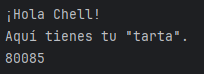 ¡Hola Chell!
Aquí tienes tu "tarta".
80085